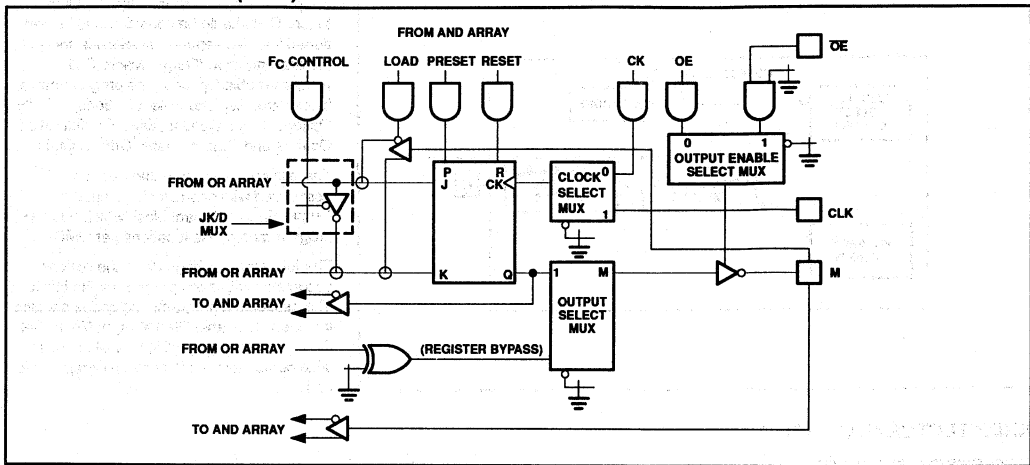 FROM AND ARRAY
OE
FC CONTROL
LOAD PRESET RESET
CK
OE
0 1
OUTPUT ENABLE
SELECT MUX
P R
J CK
FROM OR ARRAY
CLOCK 0
SELECT
MUX
1
CLK
JK/D
MUX
FROM OR ARRAY
K Q
1 M
M
TO AND ARRAY
OUTPUT
SELECT
MUX
FROM OR ARRAY
(REGISTER BYPASS)
TO AND ARRAY